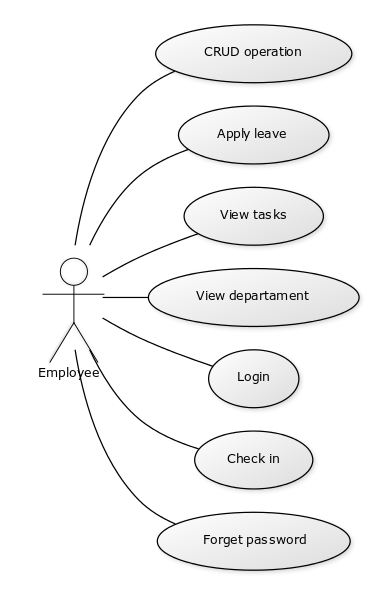 CRUD operation
Apply leave
View tasks
View departament
Employee
Login
Check in
Forget password